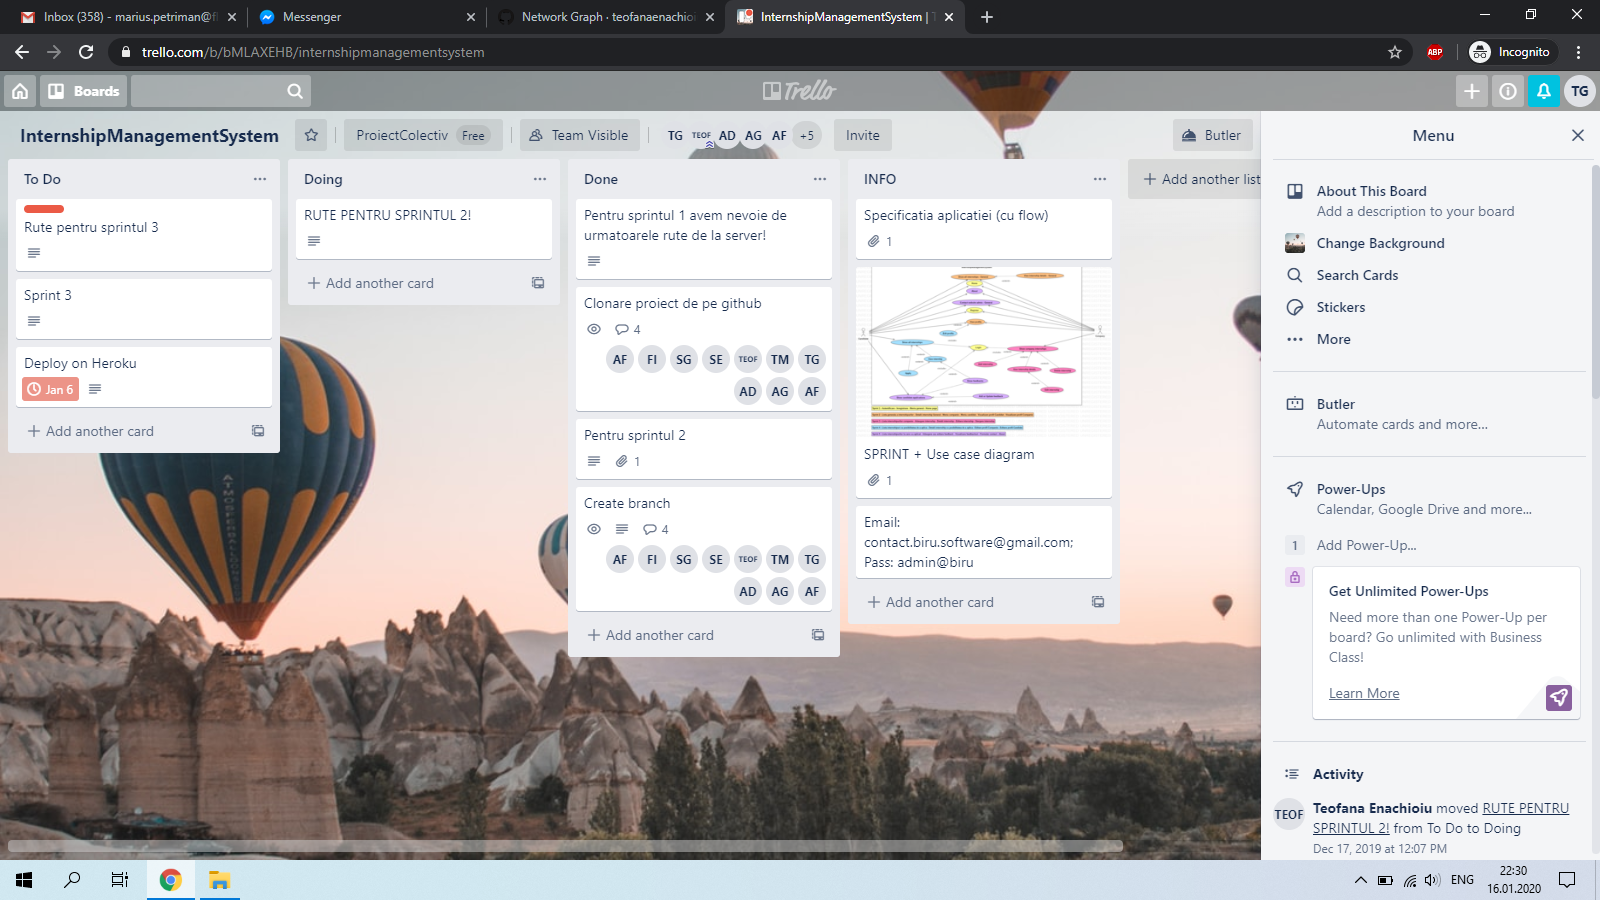 Inbox (358) - marius.petriman@f
Messenger
Network Graph · teofanaenachioi
InternshipManagementSystem | T
trello.com/b/bMLAXEHB/internshipmanagementsystem
ABP
Incognito
Boards
Trello
TG
InternshipManagementSystem
ProiectColectiv Free
Team Visible
TG TEOF AD AG AF +5
Invite
Butler
To Do
Rute pentru sprintul 3
Sprint 3
Deploy on Heroku
Jan 6
+ Add another card
Doing
RUTE PENTRU SPRINTUL 2!
+ Add another card
Done
Pentru sprintul 1 avem nevoie de
urmatoarele rute de la server!
Clonare proiect de pe github
4
AF FI SG SE TEOF TM TG
AD AG AF
Pentru sprintul 2
1
Create branch
4
AF FI SG SE TEOF TM TG
AD AG AF
+ Add another card
INFO
Specificatia aplicatiei (cu flow)
1
SPRINT + Use case diagram
1
Email:
contact.biru.software@gmail.com;
Pass: admin@biru
+ Add another card
+ Add another list
Menu
About This Board
Add a description to your board
Change Background
Search Cards
Stickers
More
Butler
Automate cards and more...
Power-Ups
Calendar, Google Drive and more...
1 Add Power-Up...
Get Unlimited Power-Ups
Need more than one Power-Up per
board? Go unlimited with Business
Class!
Learn More
Activity
TEOF
Teofana Enachioiu moved RUTE PENTRU
SPRINTUL 2! from To Do to Doing
Dec 17, 2019 at 12:07 PM
ENG
22:30
16.01.2020